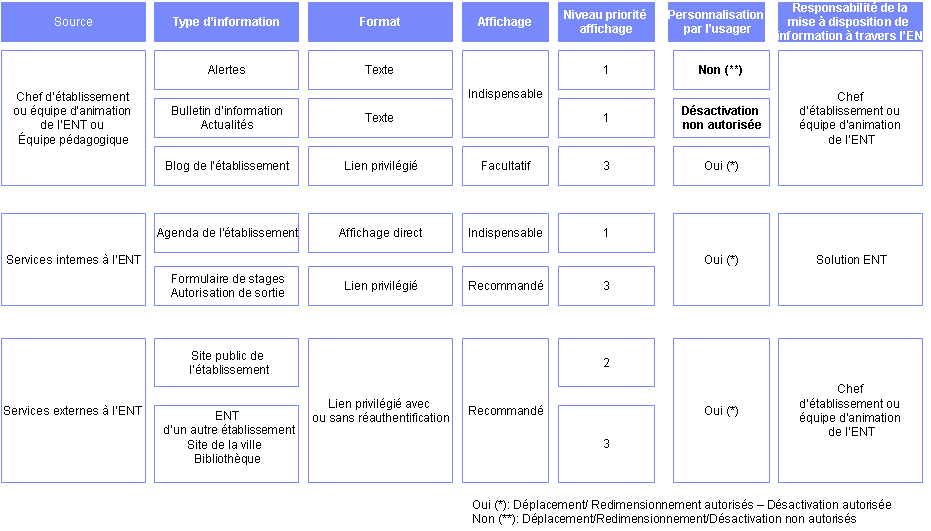 Source
Type d'information
Format
Affichage
Niveau priorité
affichage
Personnalisation
par l'usager
Responsabilité de la
mise à disposition de
information à travers l'EN
Chef d'établissement
ou équipe d'animation
de l'ENT ou
Équipe pédagogique
Alertes
Texte
Indispensable
1
Non (**)
Chef
d'établissement ou
équipe d'animation
de l'ENT
Bulletin d'information
Actualités
Texte
1
Désactivation
non autorisée
Blog de l'établissement
Lien privilégié
Facultatif
3
Oui (*)
Services internes à l'ENT
Agenda de l'établissement
Affichage direct
Indispensable
1
Oui (*)
Solution ENT
Formulaire de stages
Autorisation de sortie
Lien privilégié
Recommandé
3
Services externes à l'ENT
Site public de
l'établissement
Lien privilégié avec
ou sans réauthentification
Recommandé
2
Oui (*)
Chef
d'établissement ou
équipe d'animation
de l'ENT
ENT
d'un autre établissement
Site de la ville
Bibliothèque
3
Oui (*): Déplacement/ Redimensionnement autorisés – Désactivation autorisée
Non (**): Déplacement/Redimensionnement/Désactivation non autorisés